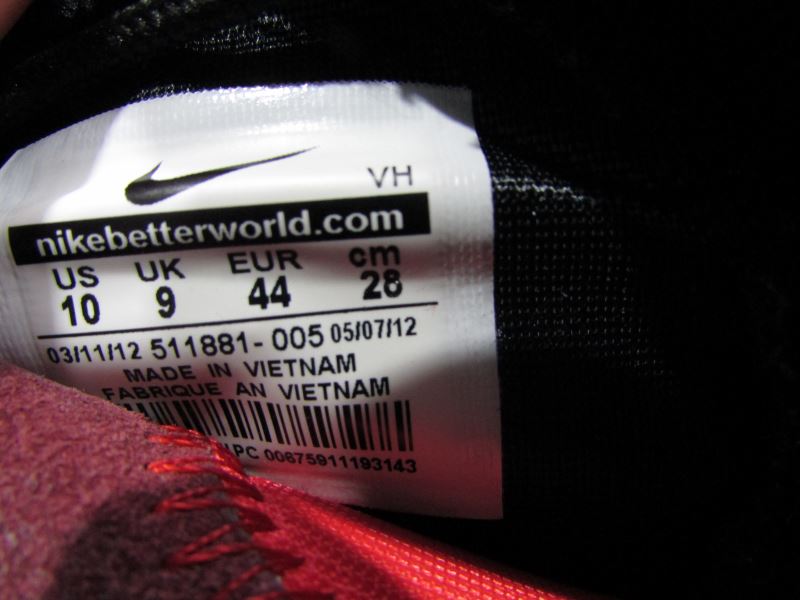 VH
nikebetterworld.com
US UK EUR cm
10 9 44 28
03/11/12 511881-005 05/07/12
MADE IN VIETNAM
FABRIQUE AN VIETNAM
PC 00675911193143